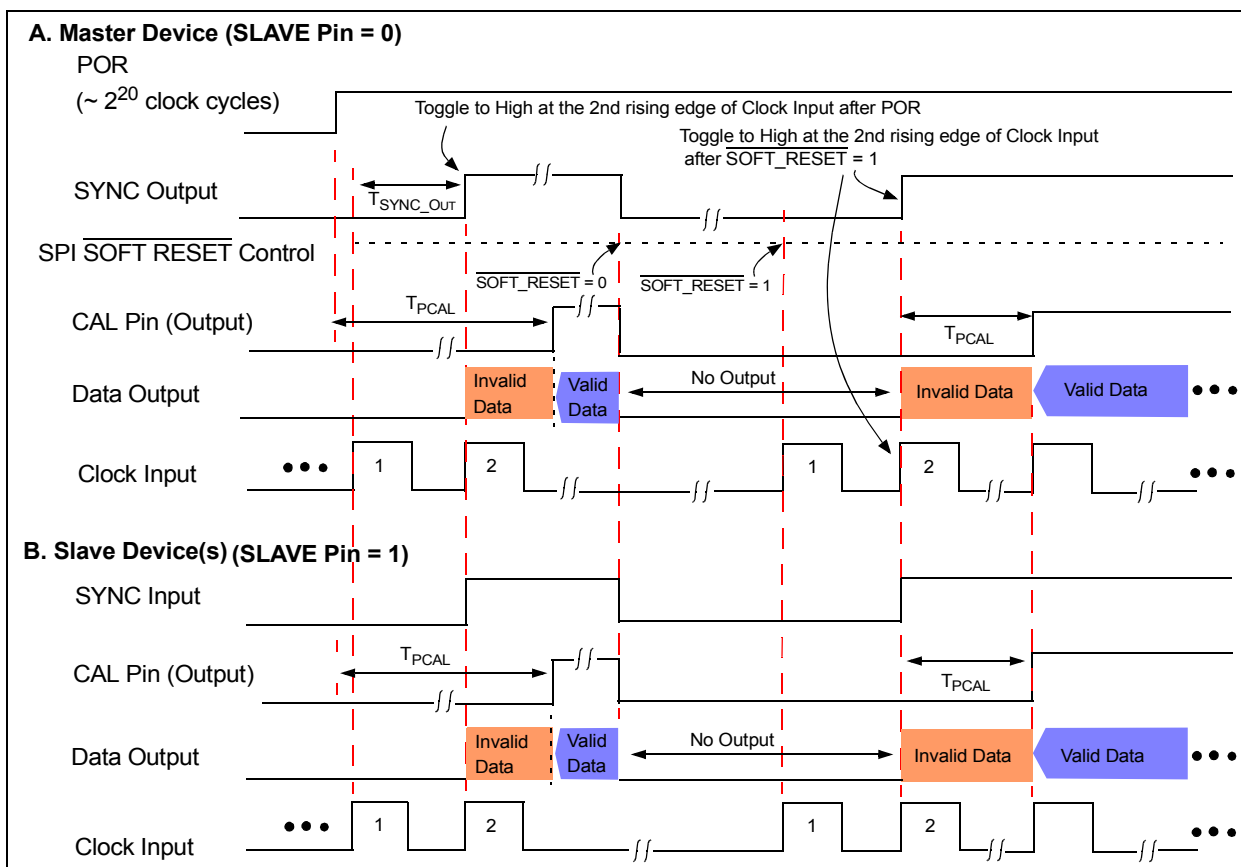 A. Master Device (SLAVE Pin = 0)
POR
(~ 2^20 clock cycles)
Toggle to High at the 2nd rising edge of Clock Input after POR
Toggle to High at the 2nd rising edge of Clock Input
after SOFT_RESET = 1
SYNC Output
TSYNC_OUT
SPI SOFT RESET Control
SOFT_RESET = 0
SOFT_RESET = 1
CAL Pin (Output)
TPCAL
TPCAL
Data Output
Invalid
Data
Valid
Data
No Output
Invalid Data
Valid Data
Clock Input
1
2
1
2
B. Slave Device(s) (SLAVE Pin = 1)
SYNC Input
CAL Pin (Output)
TPCAL
TPCAL
Data Output
Invalid
Data
Valid
Data
No Output
Invalid Data
Valid Data
Clock Input
1
2
1
2